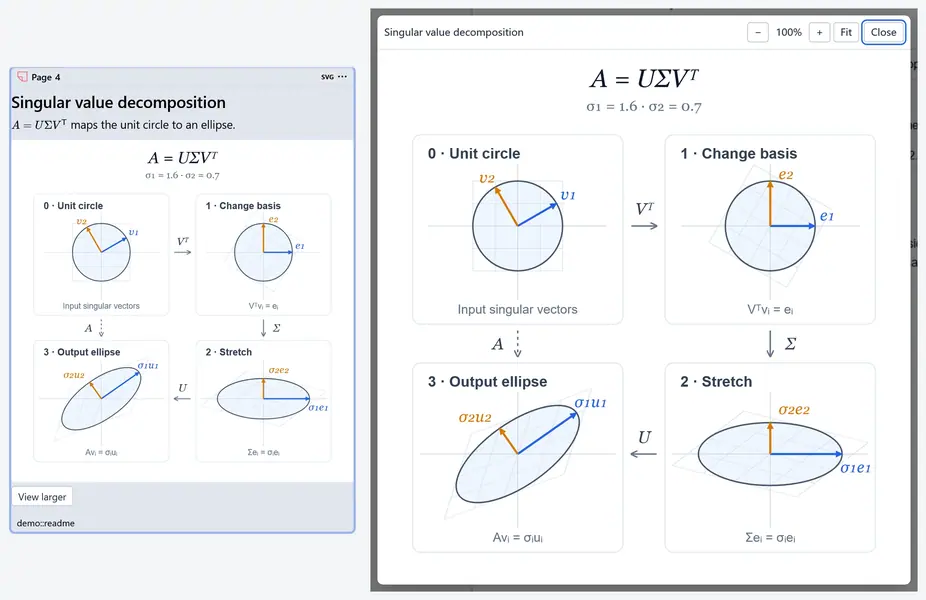 Page 4
SVG ···
Singular value decomposition
A = UΣVᵀ maps the unit circle to an ellipse.
A = UΣVᵀ
σ1 = 1.6 · σ2 = 0.7
0 · Unit circle
v2
v1
Input singular vectors
Vᵀ
1 · Change basis
e2
e1
Vᵀvᵢ = eᵢ
A
Σ
3 · Output ellipse
σ2u2
σ1u1
Avᵢ = σᵢuᵢ
U
2 · Stretch
σ2e2
σ1e1
Σeᵢ = σᵢeᵢ
View larger
demo::readme
Singular value decomposition
− 100% + Fit Close
A = UΣVᵀ
σ1 = 1.6 · σ2 = 0.7
0 · Unit circle
v2
v1
Input singular vectors
Vᵀ
1 · Change basis
e2
e1
Vᵀvᵢ = eᵢ
A
Σ
3 · Output ellipse
σ2u2
σ1u1
Avᵢ = σᵢuᵢ
U
2 · Stretch
σ2e2
σ1e1
Σeᵢ = σᵢeᵢ